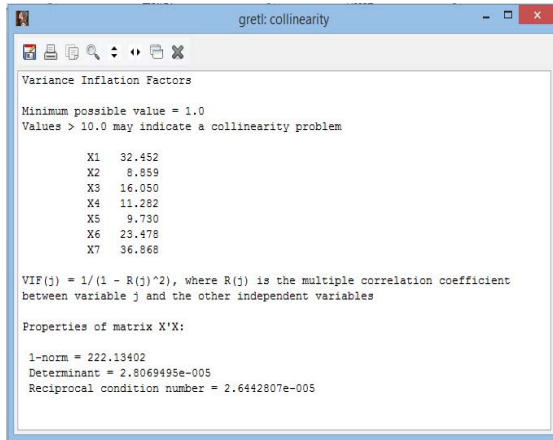 gretl: collinearity
Variance Inflation Factors
Minimum possible value = 1.0
Values > 10.0 may indicate a collinearity problem
X1 32.452
X2 8.859
X3 16.050
X4 11.282
X5 9.730
X6 23.478
X7 36.868
VIF(j) = 1/(1 - R(j)^2), where R(j) is the multiple correlation coefficient
between variable j and the other independent variables
Properties of matrix X'X:
1-norm = 222.13402
Determinant = 2.8069495e-005
Reciprocal condition number = 2.6442807e-005